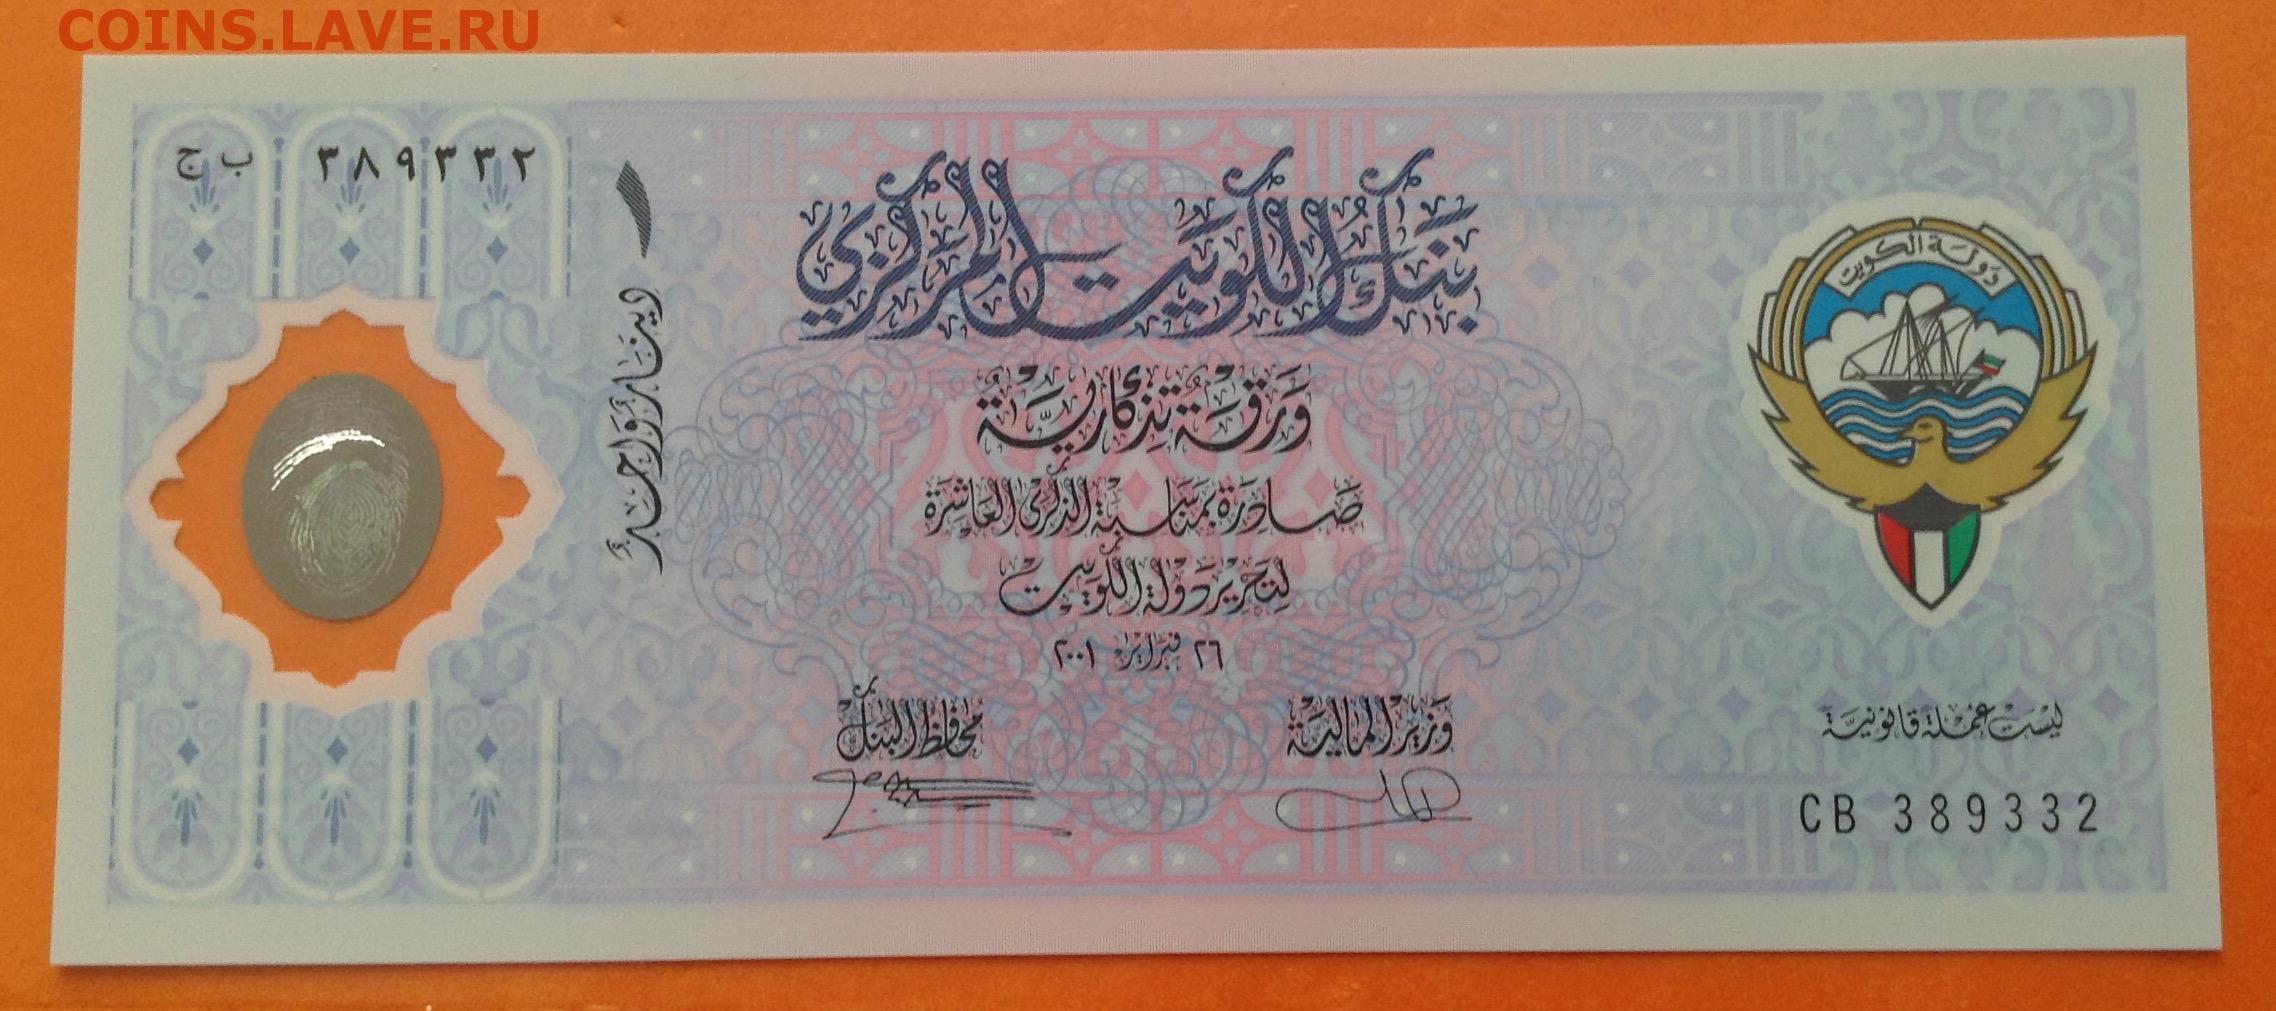 COINS.LAVE.RU
ب ج ٣٨٩٣٣٢
١
دينار واحد
بنك الكويت المركزي
دولة الكويت
ورقة تذكارية
صادرة بمناسبة الذكرى العاشرة
لتحرير دولة الكويت
٢٦ فبراير ٢٠٠١
وزير المالية
محافظ البنك
ليست عملة قانونية
CB 389332